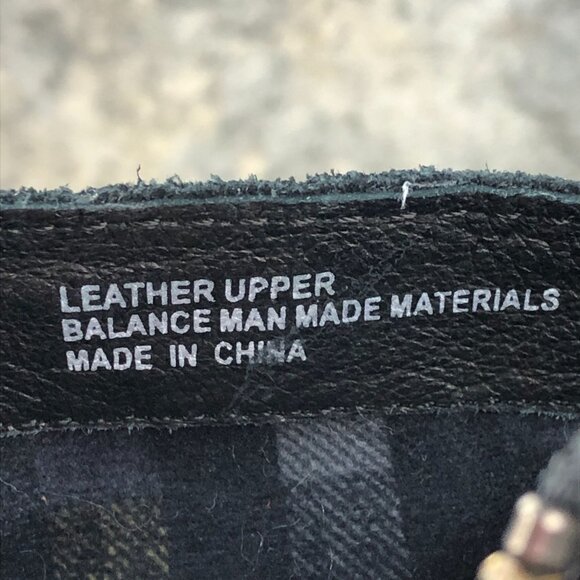 LEATHER UPPER
BALANCE MAN MADE MATERIALS
MADE IN CHINA